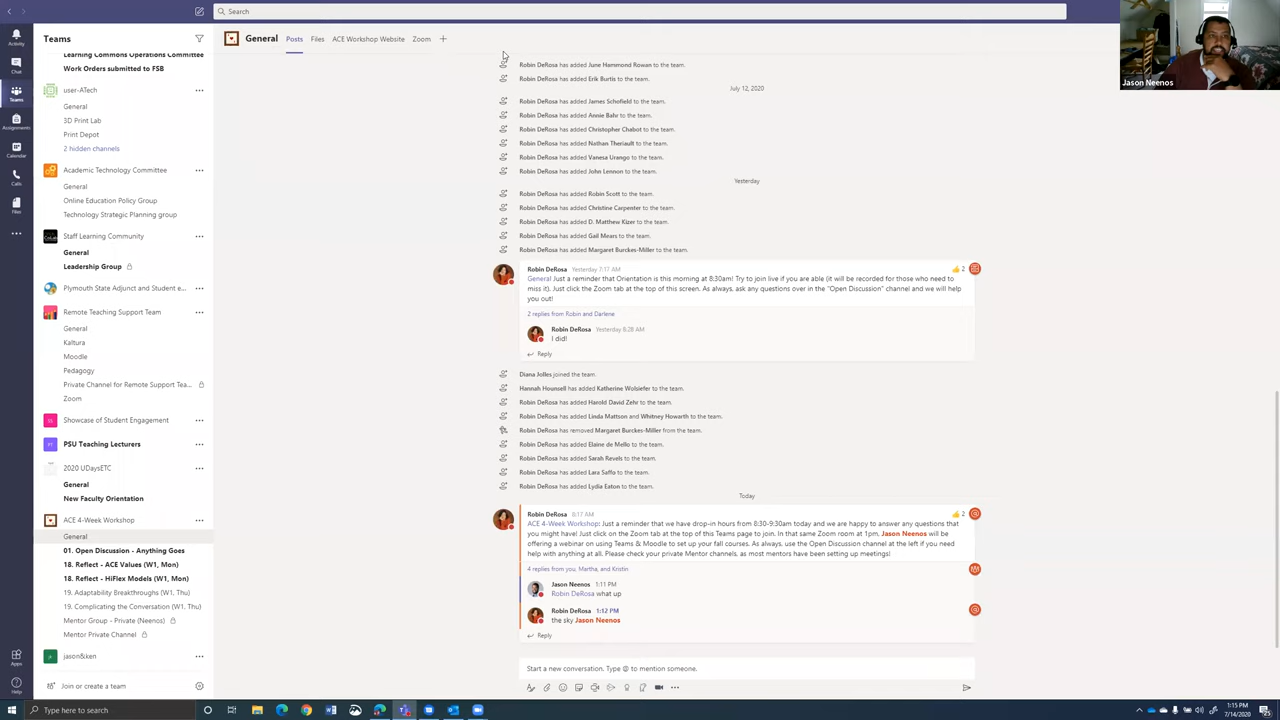 Search
Jason Neenos
Activity
Chat
Teams
Assignments
Calendar
Calls
Files
Apps
Help
Teams
Learning Commons Operations Committee
Work Orders submitted to FSB
user-ATech
General
3D Print Lab
Print Depot
2 hidden channels
Academic Technology Committee
General
Online Education Policy Group
Technology Strategic Planning group
Staff Learning Community
General
Leadership Group
Plymouth State Adjunct and Student e...
Remote Teaching Support Team
General
Kaltura
Moodle
Pedagogy
Private Channel for Remote Support Tea...
Zoom
Showcase of Student Engagement
PSU Teaching Lecturers
2020 UDaysETC
General
New Faculty Orientation
ACE 4-Week Workshop
General
01. Open Discussion - Anything Goes
18. Reflect - ACE Values (W1, Mon)
18. Reflect - HiFlex Models (W1, Mon)
19. Adaptability Breakthroughs (W1. Thu)
19. Complicating the Conversation (W1. Thu)
Mentor Group - Private (Neenos)
Mentor Private Channel
jason&ken
Join or create a team
General Posts Files ACE Workshop Website Zoom
Robin DeRosa has added June Hammond Rowan to the team.
Robin DeRosa has added Erik Burtis to the team.
July 12, 2020
Robin DeRosa has added James Schofield to the team.
Robin DeRosa has added Annie Bahr to the team.
Robin DeRosa has added Christopher Chabot to the team.
Robin DeRosa has added Nathan Theriault to the team.
Robin DeRosa has added Vanesa Urango to the team.
Robin DeRosa has added John Lennon to the team.
Yesterday
Robin DeRosa has added Robin Scott to the team.
Robin DeRosa has added Christine Carpenter to the team.
Robin DeRosa has added D. Matthew Kizer to the team.
Robin DeRosa has added Gail Mears to the team.
Robin DeRosa has added Margaret Burckes-Miller to the team.
Robin DeRosa Yesterday 7:17 AM 2
General Just a reminder that Orientation is this morning at 8:30am! Try to join live if you are able (it will be recorded for those who need to
miss it). Just click the Zoom tab at the top of this screen. As always, ask any questions over in the "Open Discussion" channel and we will help
you out!
2 replies from Robin and Darlene
Robin DeRosa Yesterday 8:28 AM
I did!
Reply
Diana Jolles joined the team.
Hannah Hounsell has added Katherine Wolsiefer to the team.
Robin DeRosa has added Harold David Zehr to the team.
Robin DeRosa has added Linda Mattson and Whitney Howarth to the team.
Robin DeRosa has removed Margaret Burckes-Miller from the team.
Robin DeRosa has added Elaine de Mello to the team.
Robin DeRosa has added Sarah Revels to the team.
Robin DeRosa has added Lara Saffo to the team.
Robin DeRosa has added Lydia Eaton to the team.
Today
Robin DeRosa 8:17 AM 2
ACE 4-Week Workshop: Just a reminder that we have drop-in hours from 8:30-9:30am today and we are happy to answer any questions that
you might have! Just click on the Zoom tab at the top of this Teams page to join. In that same Zoom room at 1pm, Jason Neenos will be
offering a webinar on using Teams & Moodle to set up your fall courses. As always, use the Open Discussion channel at the left if you need
help with anything at all. Please check your private Mentor channels, as most mentors have been setting up meetings!
4 replies from you, Martha, and Kristin
Jason Neenos 1:11 PM
Robin DeRosa what up
Robin DeRosa 1:12 PM
the sky Jason Neenos
Reply
Start a new conversation. Type @ to mention someone.
Type here to search
1:15 PM
7/14/2020
25